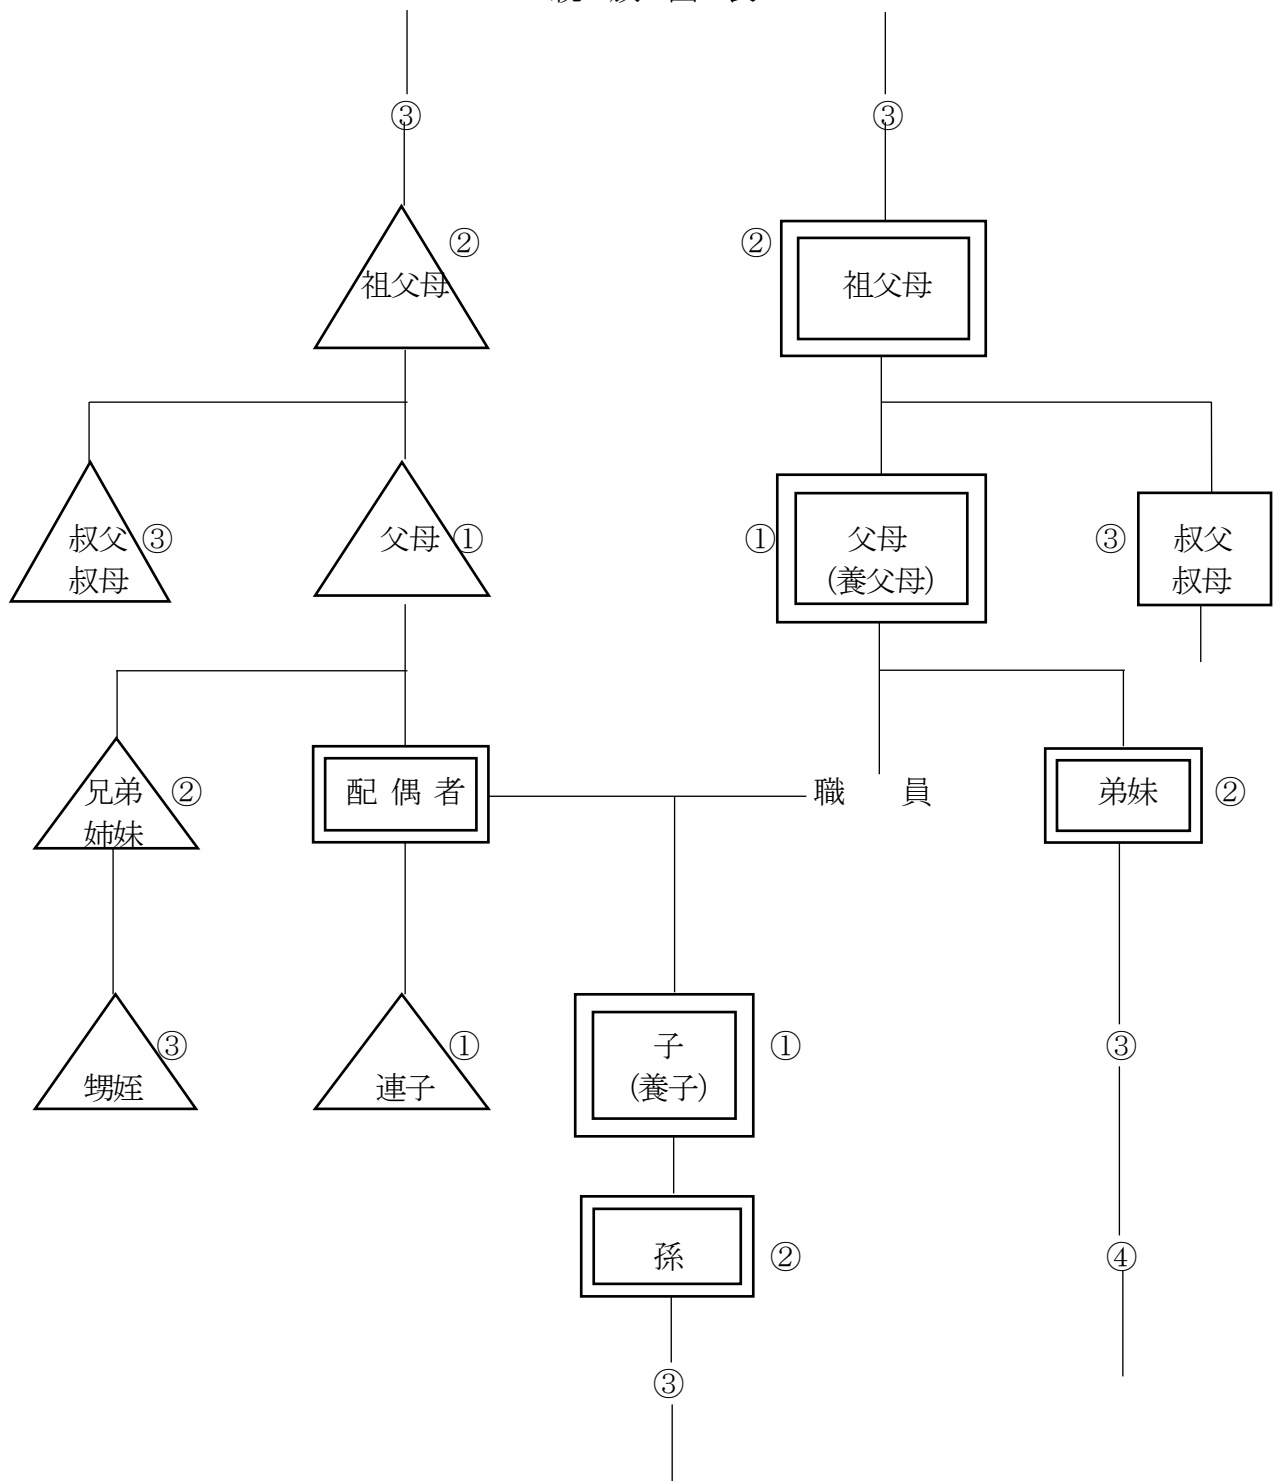 ③ ③
② ②
祖父母 祖父母
叔父 ③ 父母 ① ① 父母 ③ 叔父
叔母 (養父母) 叔母
兄弟 ② 配 偶 者 職 員 弟妹 ②
姉妹
③ ① 子 ① ③
甥姪 連子 (養子)
孫 ② ④
③